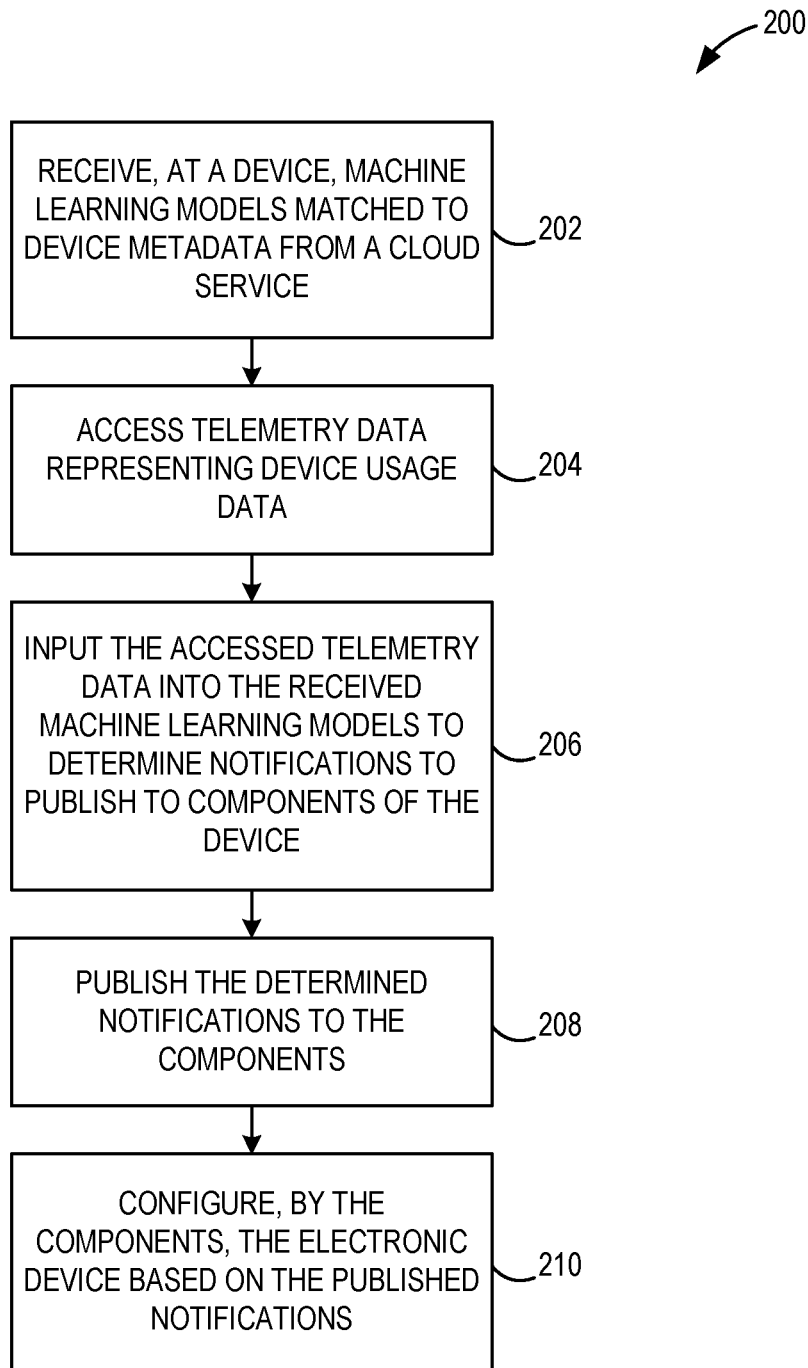 200
RECEIVE, AT A DEVICE, MACHINE
LEARNING MODELS MATCHED TO
DEVICE METADATA FROM A CLOUD
SERVICE
202
ACCESS TELEMETRY DATA
REPRESENTING DEVICE USAGE
DATA
204
INPUT THE ACCESSED TELEMETRY
DATA INTO THE RECEIVED
MACHINE LEARNING MODELS TO
DETERMINE NOTIFICATIONS TO
PUBLISH TO COMPONENTS OF THE
DEVICE
206
PUBLISH THE DETERMINED
NOTIFICATIONS TO THE
COMPONENTS
208
CONFIGURE, BY THE
COMPONENTS, THE ELECTRONIC
DEVICE BASED ON THE PUBLISHED
NOTIFICATIONS
210